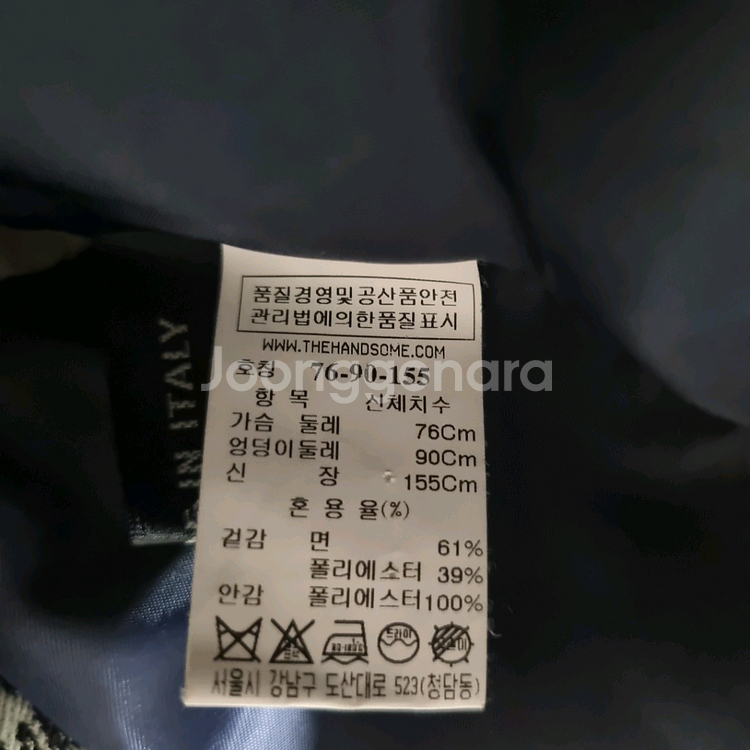 품질경영및공산품안전
관리법에의한품질표시
WWW.THEHANDSOME.COM
호칭 76-90-155
Joonggonara
항 목 신체치수
가슴 둘레 76Cm
엉덩이둘레 90Cm
신 장 155Cm
혼 용 율(%)
겉감 면 61%
폴리에스터 39%
안감 폴리에스터 100%
드라이
서울시 강남구 도산대로 523(청담동)
IN ITALY